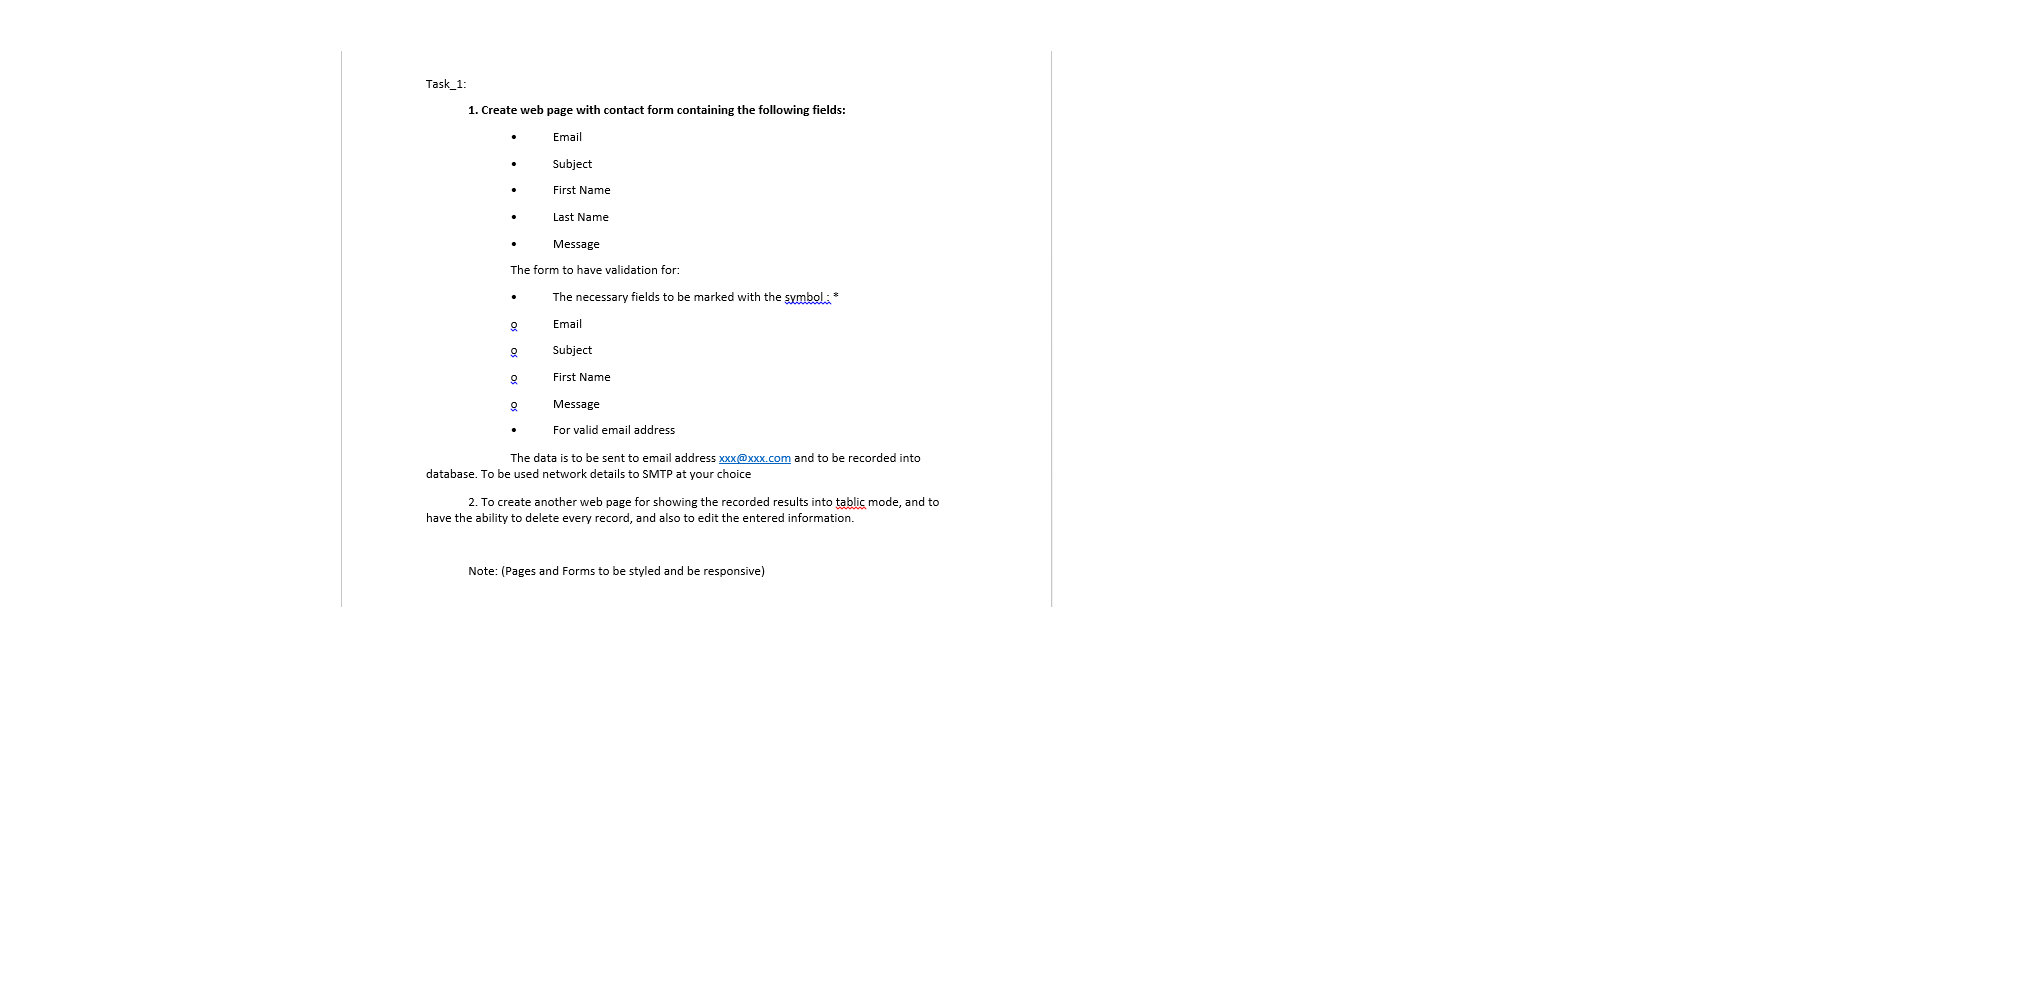 Task_1:
1. Create web page with contact form containing the following fields:
• Email
• Subject
• First Name
• Last Name
• Message
The form to have validation for:
• The necessary fields to be marked with the symbol : *
o Email
o Subject
o First Name
o Message
• For valid email address
The data is to be sent to email address xxx@xxx.com and to be recorded into
database. To be used network details to SMTP at your choice
2. To create another web page for showing the recorded results into tablic mode, and to
have the ability to delete every record, and also to edit the entered information.
Note: (Pages and Forms to be styled and be responsive)